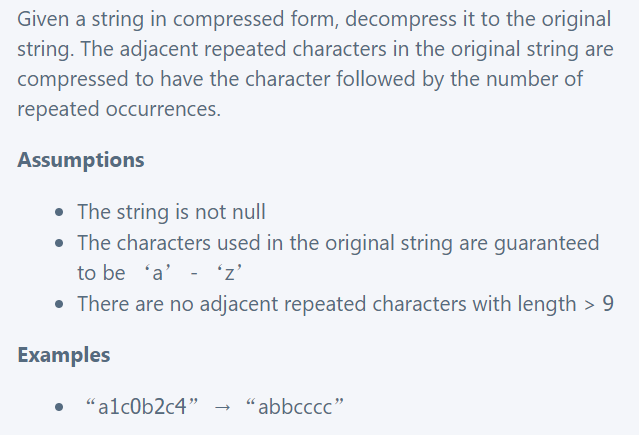 Given a string in compressed form, decompress it to the original
string. The adjacent repeated characters in the original string are
compressed to have the character followed by the number of
repeated occurrences.
Assumptions
• The string is not null
• The characters used in the original string are guaranteed
to be ‘a’ - ‘z’
• There are no adjacent repeated characters with length > 9
Examples
• “a1c0b2c4” → “abbcccc”